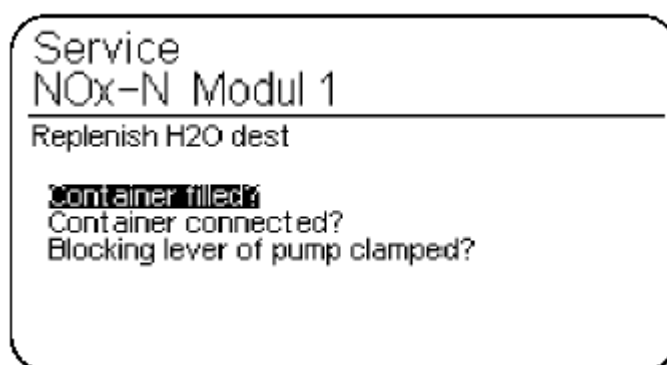 Service
NOx-N Modul 1
Replenish H2O dest
Container filled?
Container connected?
Blocking lever of pump clamped?